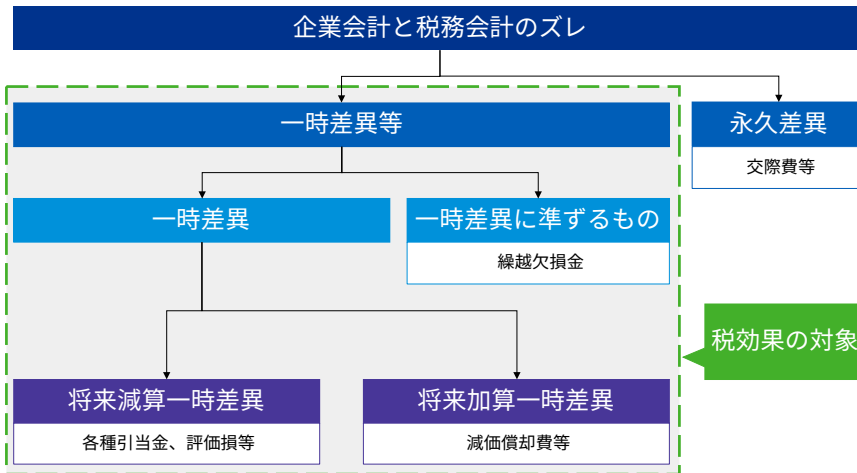 企業会計と税務会計のズレ
一時差異等
永久差異
交際費等
一時差異
一時差異に準ずるもの
繰越欠損金
税効果の対象
将来減算一時差異
各種引当金、評価損等
将来加算一時差異
減価償却費等